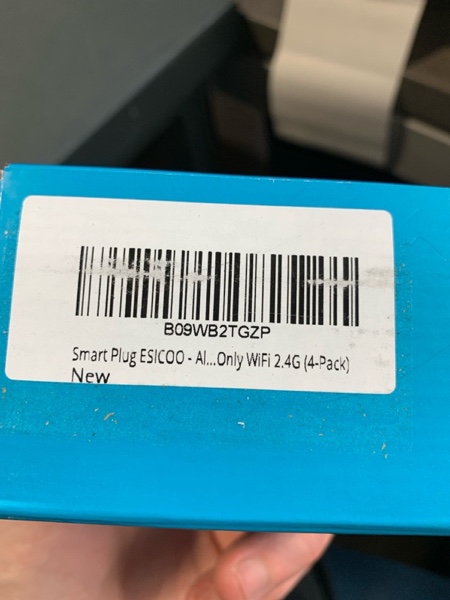 B09WB2TGZP
Smart Plug ESICOO - Al...Only WiFi 2.4G (4-Pack)
New